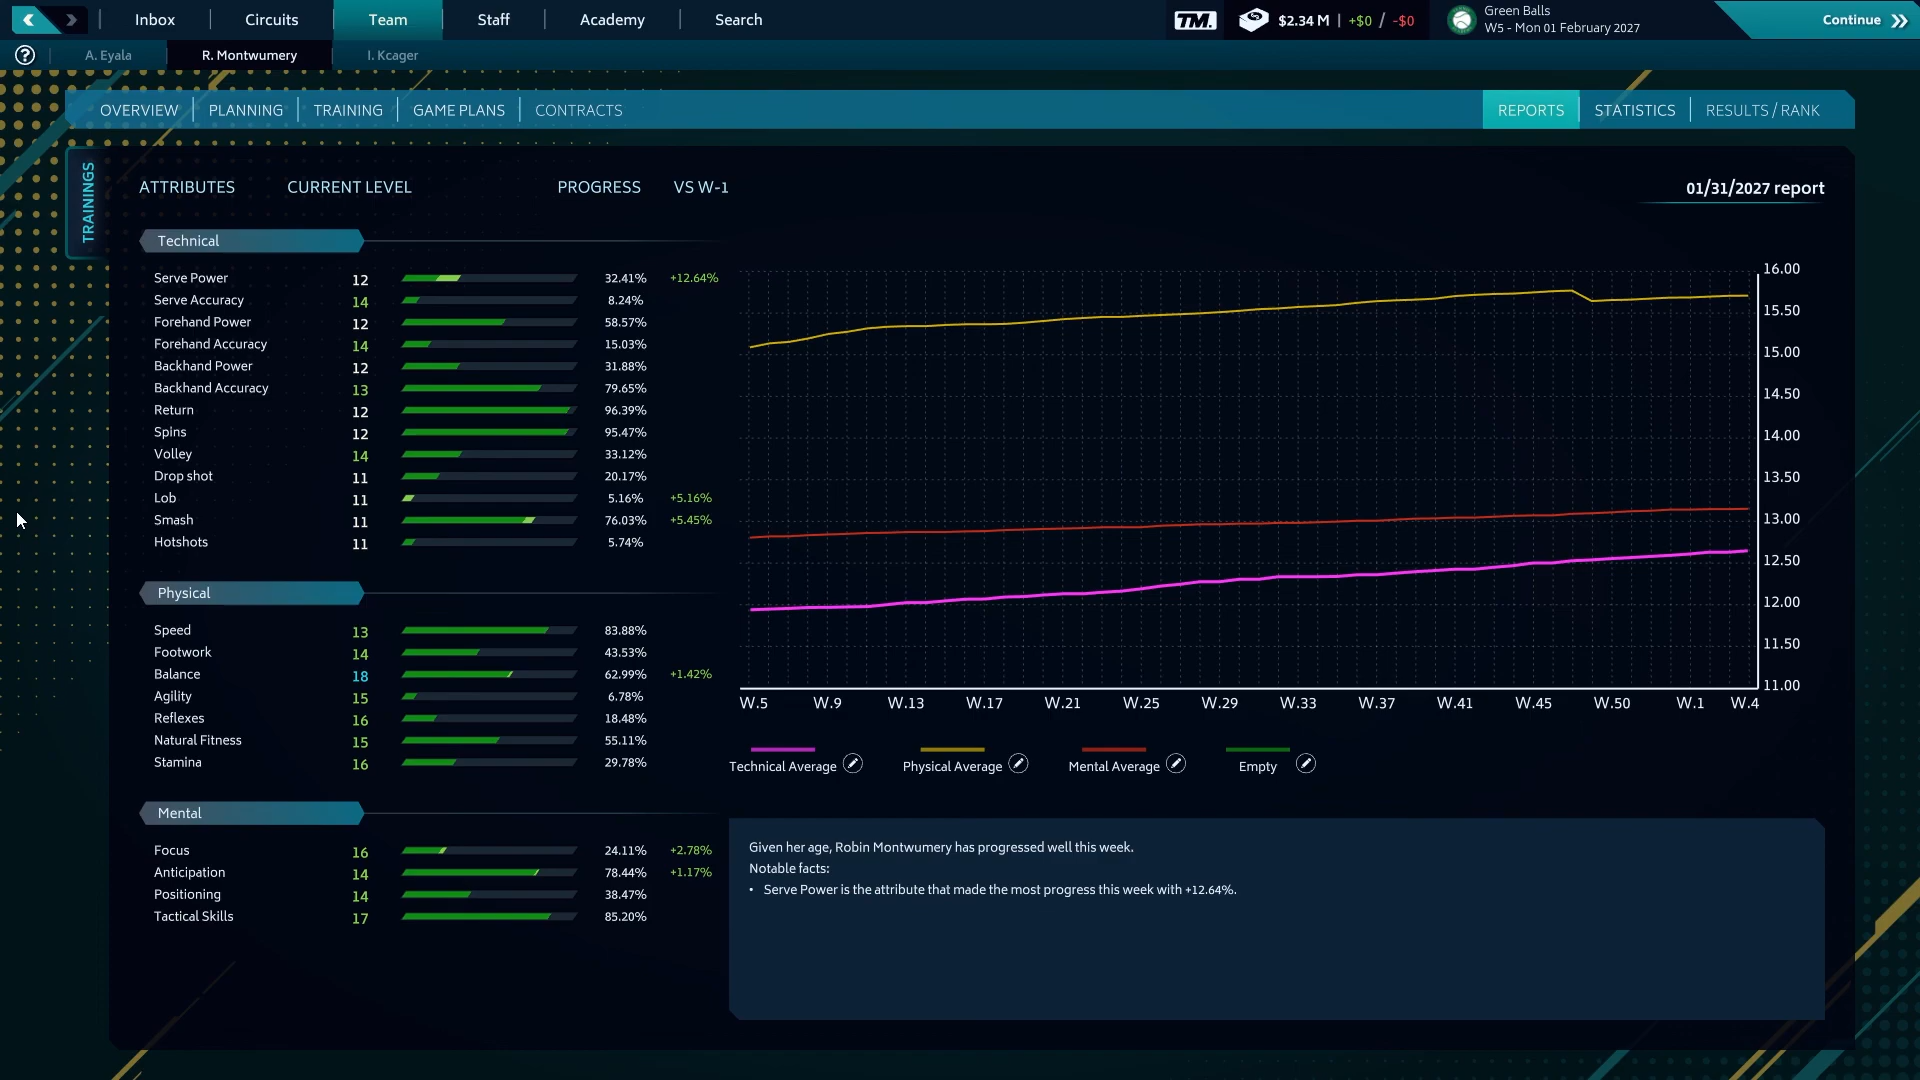 Inbox
Circuits
Team
Staff
Academy
Search
TM.
$2.34 M | +$0 / -$0
Green Balls
W5 - Mon 01 February 2027
Continue
?
A. Eyala
R. Montwumery
I. Kcager
OVERVIEW
PLANNING
TRAINING
GAME PLANS
CONTRACTS
REPORTS
STATISTICS
RESULTS / RANK
TRAININGS
ATTRIBUTES CURRENT LEVEL PROGRESS VS W-1
01/31/2027 report
Technical
Serve Power 12 32.41% +12.64%
Serve Accuracy 14 8.24%
Forehand Power 12 58.57%
Forehand Accuracy 14 15.03%
Backhand Power 12 31.88%
Backhand Accuracy 13 79.65%
Return 12 96.39%
Spins 12 95.47%
Volley 14 33.12%
Drop shot 11 20.17%
Lob 11 5.16% +5.16%
Smash 11 76.03% +5.45%
Hotshots 11 5.74%
Physical
Speed 13 83.88%
Footwork 14 43.53%
Balance 18 62.99% +1.42%
Agility 15 6.78%
Reflexes 16 18.48%
Natural Fitness 15 55.11%
Stamina 16 29.78%
Mental
Focus 16 24.11% +2.78%
Anticipation 14 78.44% +1.17%
Positioning 14 38.47%
Tactical Skills 17 85.20%
16.00
15.50
15.00
14.50
14.00
13.50
13.00
12.50
12.00
11.50
11.00
W.5 W.9 W.13 W.17 W.21 W.25 W.29 W.33 W.37 W.41 W.45 W.50 W.1 W.4
Technical Average
Physical Average
Mental Average
Empty
Given her age, Robin Montwumery has progressed well this week.
Notable facts:
• Serve Power is the attribute that made the most progress this week with +12.64%.